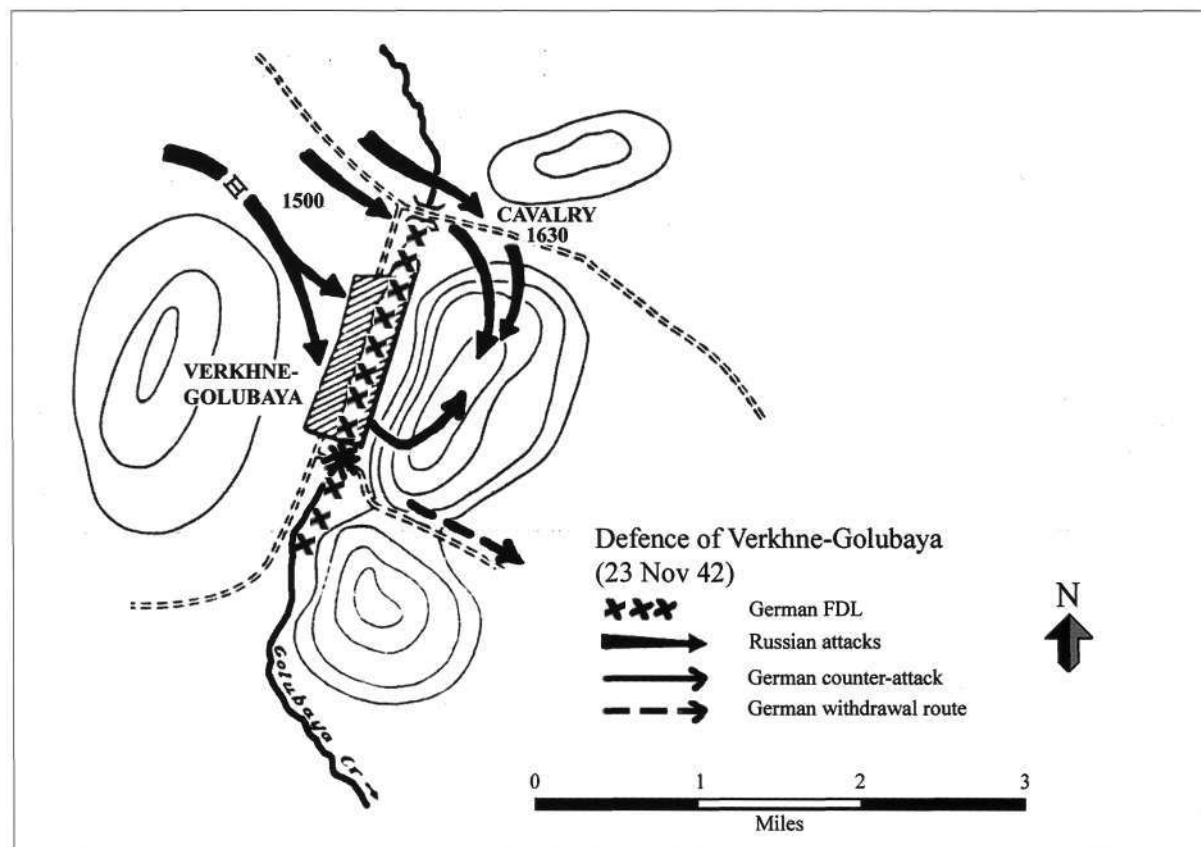 1500
CAVALRY
1630
VERKHNE-
GOLUBAYA
Defence of Verkhne-Golubaya
(23 Nov 42)
German FDL
Russian attacks
German counter-attack
German withdrawal route
N
Golubaya Cr
0 1 2 3
Miles